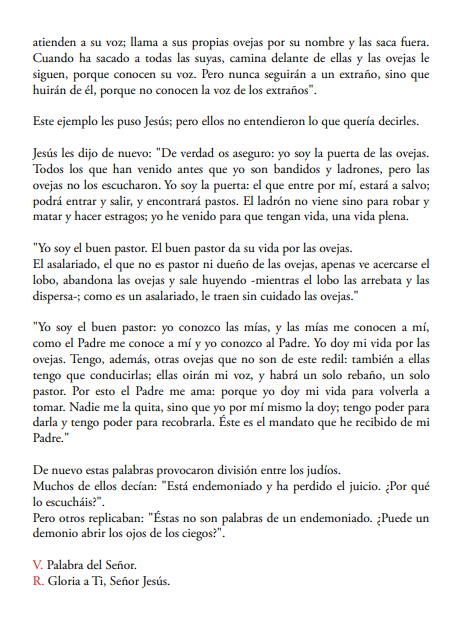 atienden a su voz; llama a sus propias ovejas por su nombre y las saca fuera.
Cuando ha sacado a todas las suyas, camina delante de ellas y las ovejas le
siguen, porque conocen su voz. Pero nunca seguirán a un extraño, sino que
huirán de él, porque no conocen la voz de los extraños".
Este ejemplo les puso Jesús; pero ellos no entendieron lo que quería decirles.
Jesús les dijo de nuevo: "De verdad os aseguro: yo soy la puerta de las ovejas.
Todos los que han venido antes que yo son bandidos y ladrones, pero las
ovejas no los escucharon. Yo soy la puerta: el que entre por mí, estará a salvo;
podrá entrar y salir, y encontrará pastos. El ladrón no viene sino para robar y
matar y hacer estragos; yo he venido para que tengan vida, una vida plena.
"Yo soy el buen pastor. El buen pastor da su vida por las ovejas.
El asalariado, el que no es pastor ni dueño de las ovejas, apenas ve acercarse el
lobo, abandona las ovejas y sale huyendo -mientras el lobo las arrebata y las
dispersa-; como es un asalariado, le traen sin cuidado las ovejas."
"Yo soy el buen pastor: yo conozco las mías, y las mías me conocen a mí,
como el Padre me conoce a mí y yo conozco al Padre. Yo doy mi vida por las
ovejas. Tengo, además, otras ovejas que no son de este redil: también a ellas
tengo que conducirlas; ellas oirán mi voz, y habrá un solo rebaño, un solo
pastor. Por esto el Padre me ama: porque yo doy mi vida para volverla a
tomar. Nadie me la quita, sino que yo por mí mismo la doy; tengo poder para
darla y tengo poder para recobrarla. Éste es el mandato que he recibido de mi
Padre."
De nuevo estas palabras provocaron división entre los judíos.
Muchos de ellos decían: "Está endemoniado y ha perdido el juicio. ¿Por qué
lo escucháis?".
Pero otros replicaban: "Éstas no son palabras de un endemoniado. ¿Puede un
demonio abrir los ojos de los ciegos?".
V. Palabra del Señor.
R. Gloria a Ti, Señor Jesús.